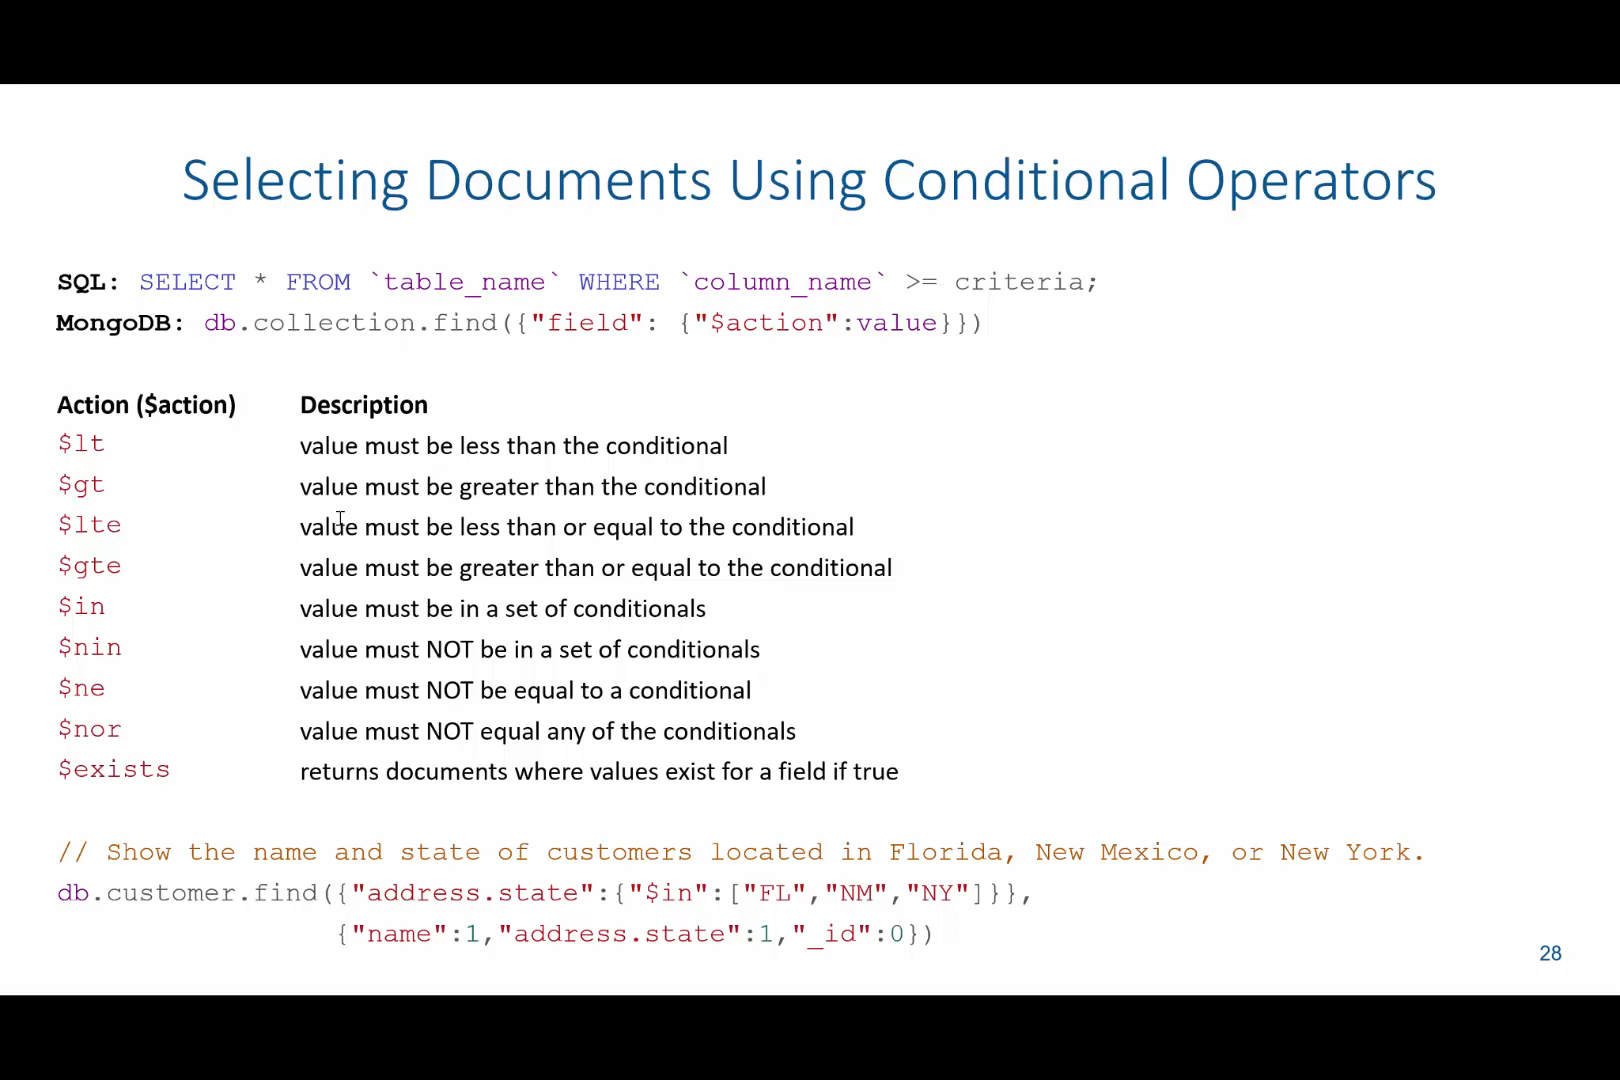 Selecting Documents Using Conditional Operators
SQL: SELECT * FROM `table_name` WHERE `column_name` >= criteria;
MongoDB: db.collection.find({"field": {"$action":value}})
Action ($action) Description
$lt value must be less than the conditional
$gt value must be greater than the conditional
$lte value must be less than or equal to the conditional
$gte value must be greater than or equal to the conditional
$in value must be in a set of conditionals
$nin value must NOT be in a set of conditionals
$ne value must NOT be equal to a conditional
$nor value must NOT equal any of the conditionals
$exists returns documents where values exist for a field if true
// Show the name and state of customers located in Florida, New Mexico, or New York.
db.customer.find({"address.state":{"$in":["FL","NM","NY"]}},
{"name":1,"address.state":1,"_id":0})
28